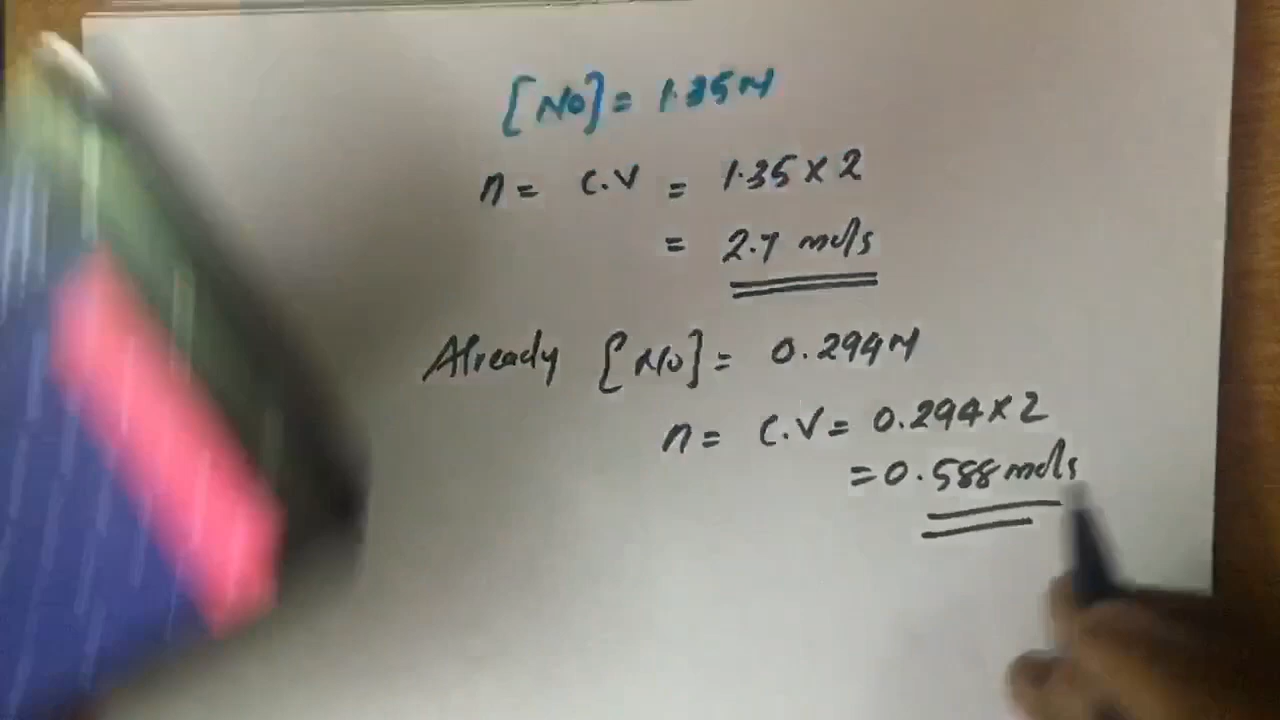 [NO] = 1.35M
n = C.V = 1.35 × 2
= 2.7 mols
Already [NO] = 0.294M
n = C.V = 0.294 × 2
= 0.588 mols